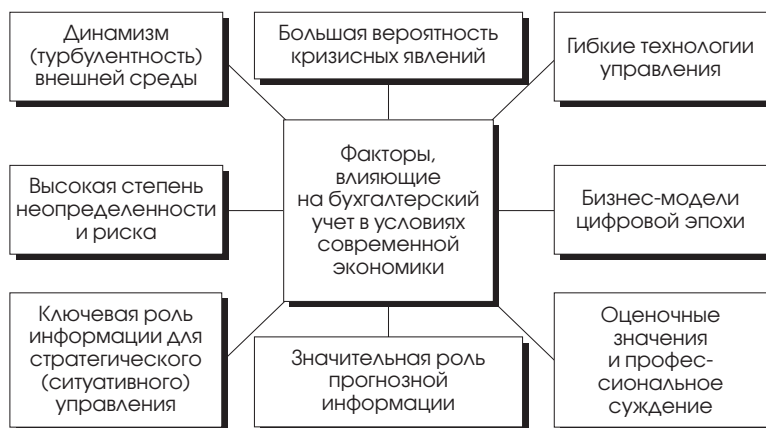 Динамизм
(турбулентность)
внешней среды
Большая вероятность
кризисных явлений
Гибкие технологии
управления
Высокая степень
неопределенности
и риска
Факторы,
влияющие
на бухгалтерский
учет в условиях
современной
экономики
Бизнес-модели
цифровой эпохи
Ключевая роль
информации для
стратегического
(ситуативного)
управления
Значительная роль
прогнозной
информации
Оценочные
значения
и профес-
сиональное
суждение